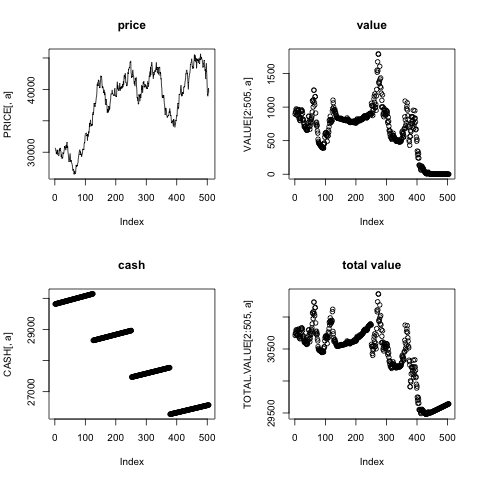 price
PRICE[, a]
30000
40000
0
100
200
300
400
500
Index
value
VALUE[2:505, a]
0
500
1000
1500
0
100
200
300
400
500
Index
cash
CASH[, a]
27000
29000
0
100
200
300
400
500
Index
total value
TOTAL.VALUE[2:505, a]
29500
30500
0
100
200
300
400
500
Index